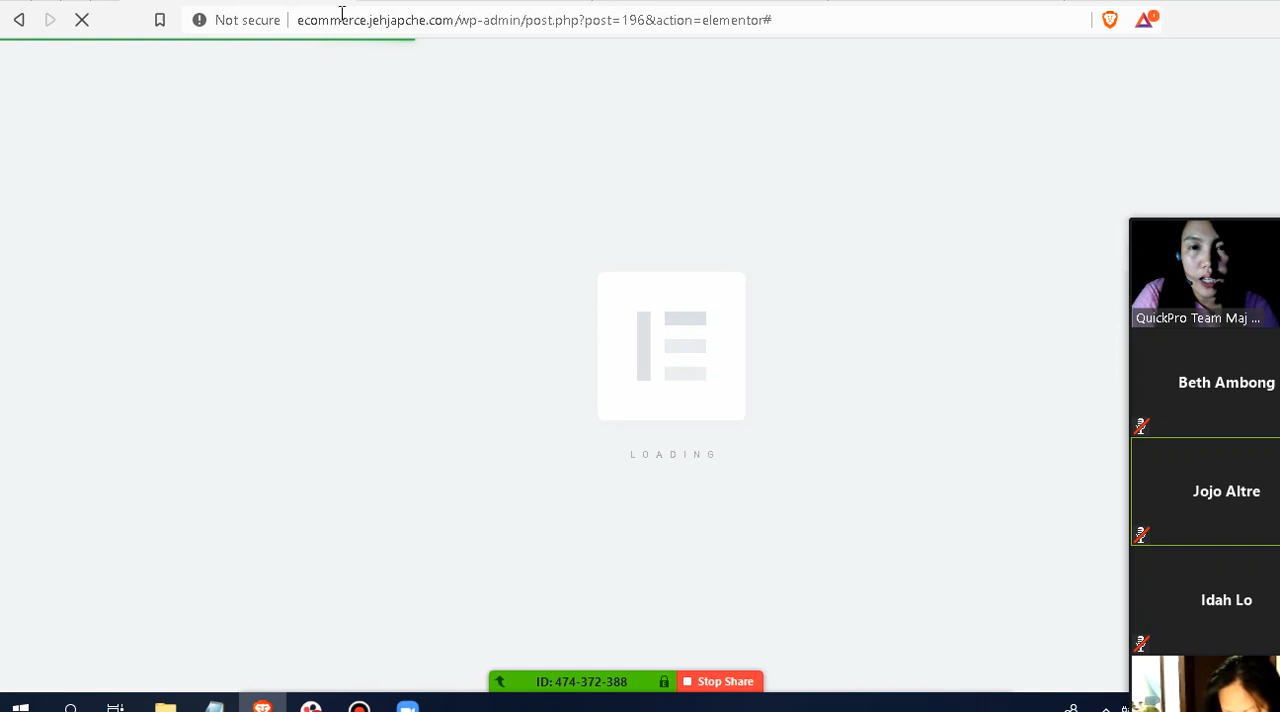 Not secure
ecommerce.jehjapche.com/wp-admin/post.php?post=196&action=elementor#
QuickPro Team Maj ...
Beth Ambong
LOADING
Jojo Altre
Idah Lo
ID: 474-372-388
Stop Share